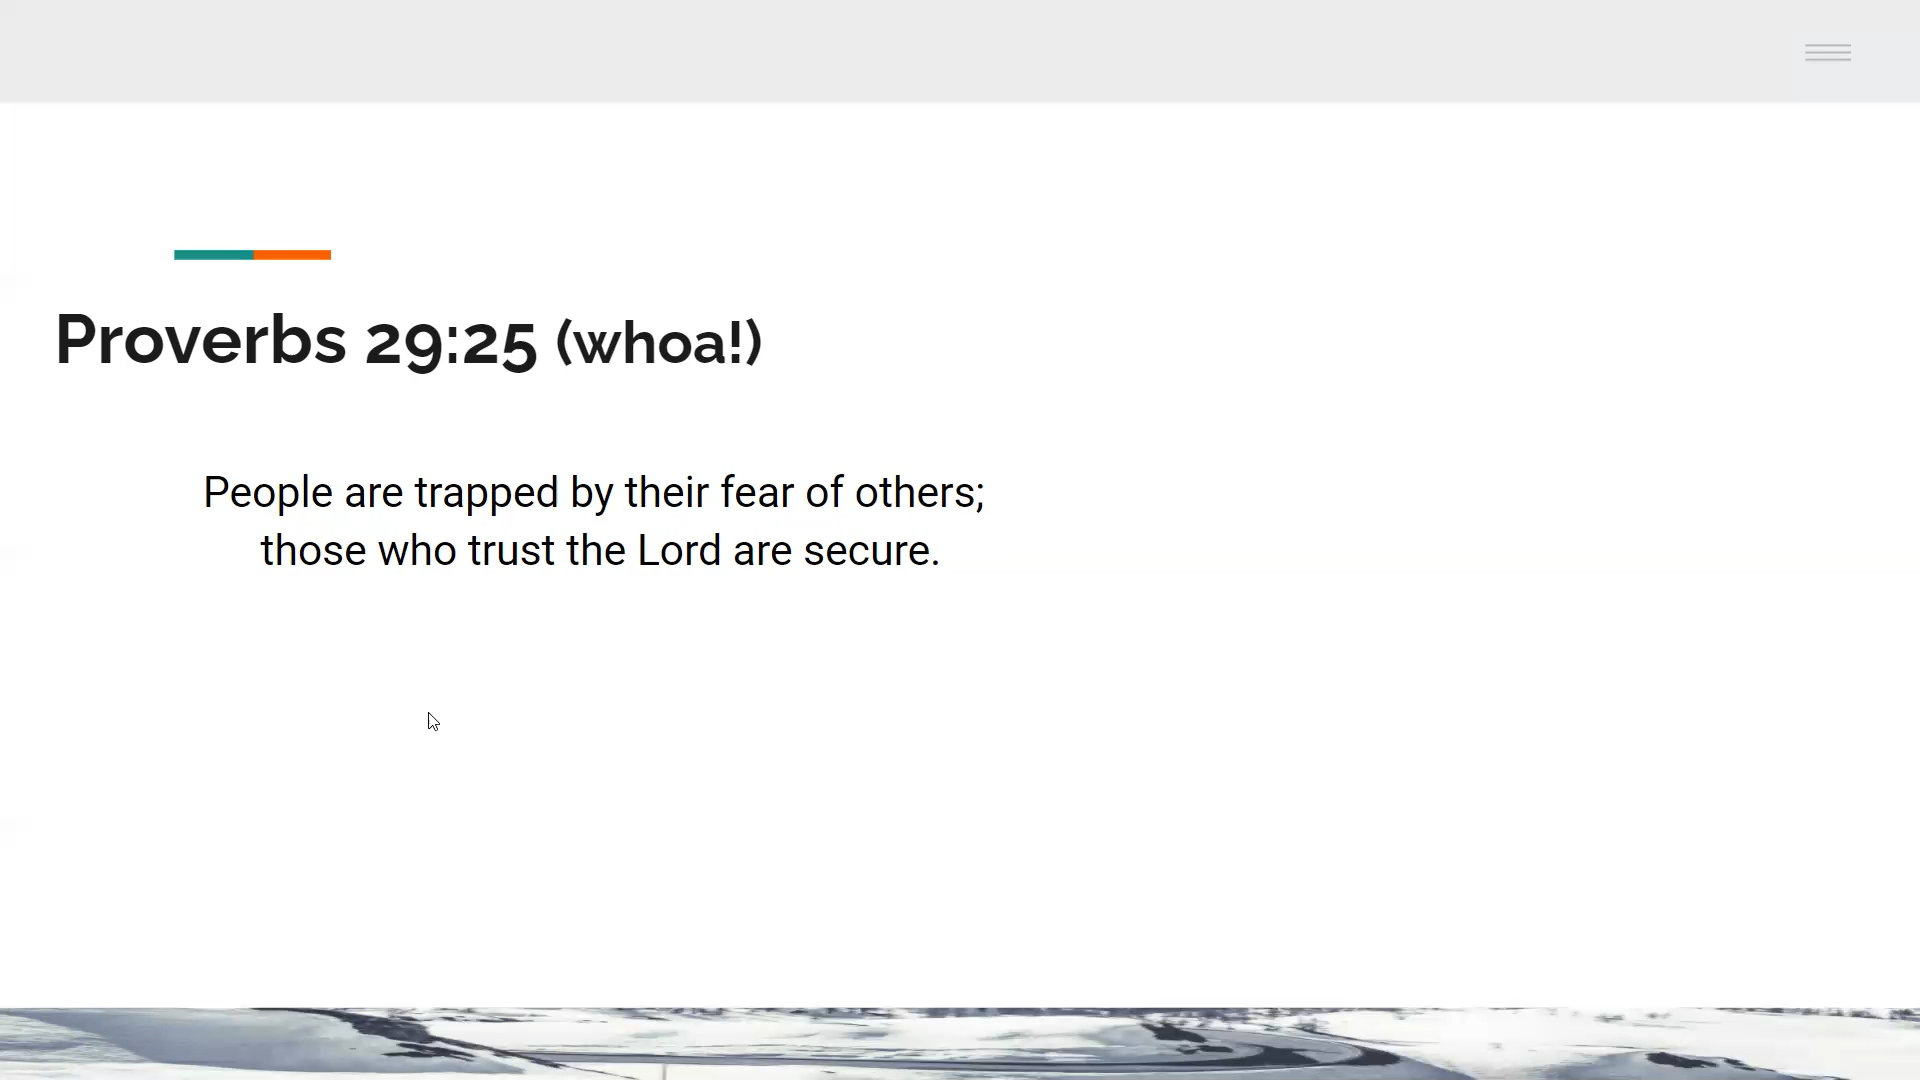 Proverbs 29:25 (whoa!)
People are trapped by their fear of others;
those who trust the Lord are secure.